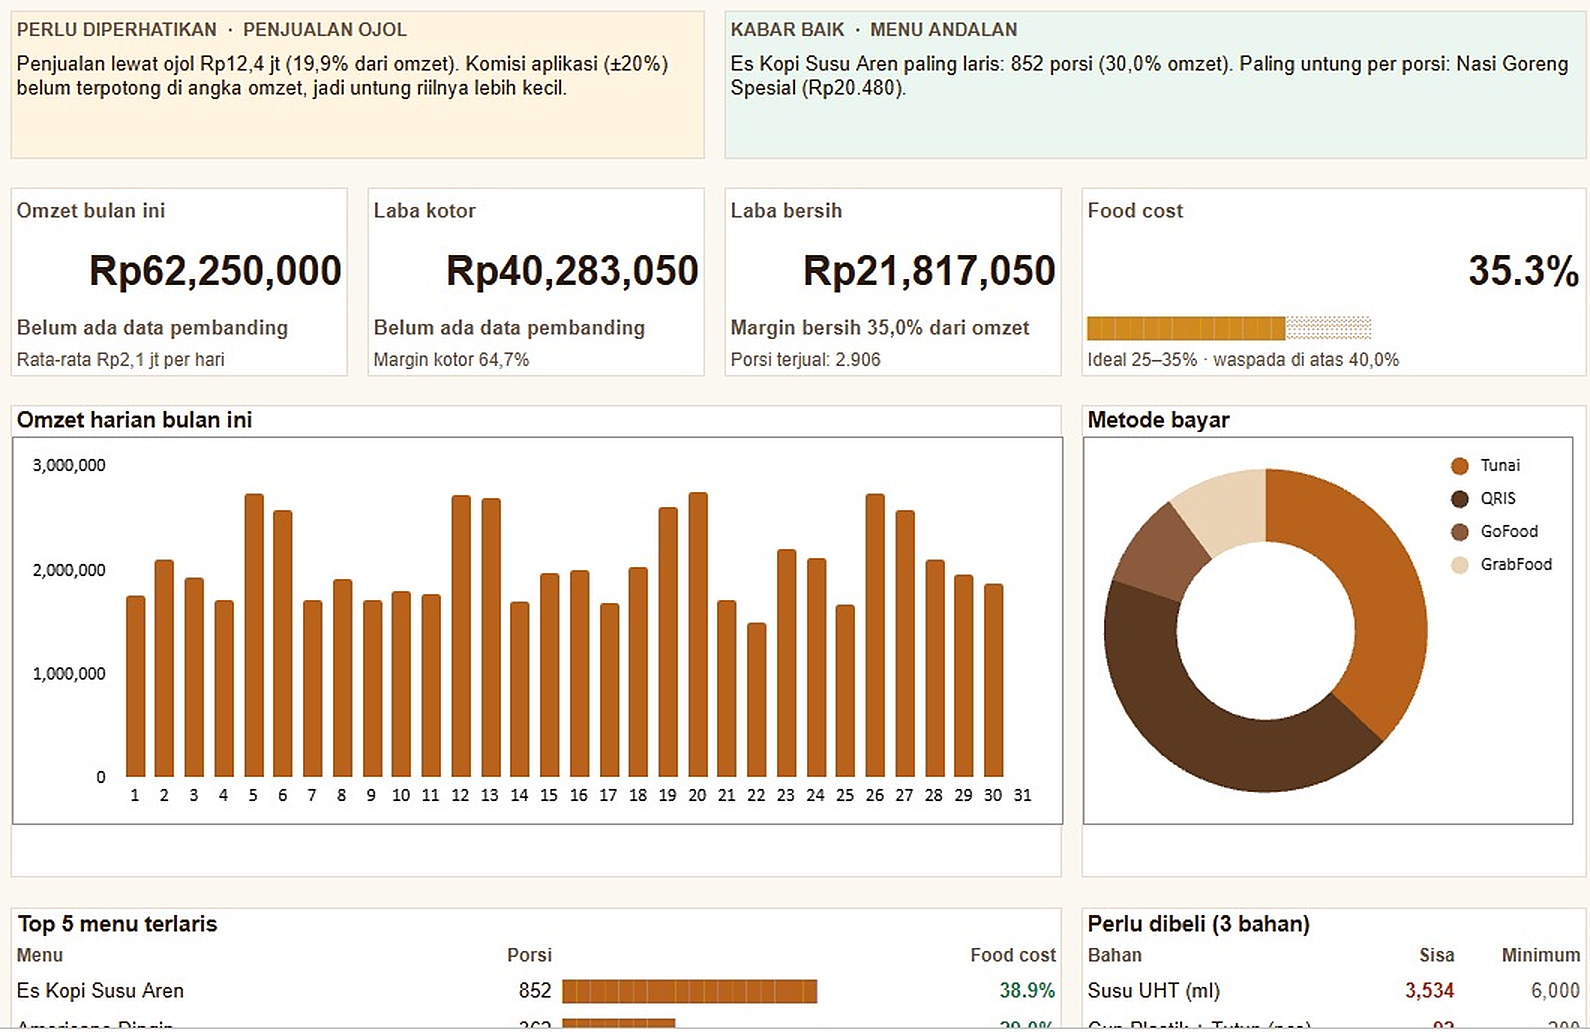 PERLU DIPERHATIKAN · PENJUALAN OJOL
Penjualan lewat ojol Rp12,4 jt (19,9% dari omzet). Komisi aplikasi (±20%)
belum terpotong di angka omzet, jadi untung riilnya lebih kecil.
KABAR BAIK · MENU ANDALAN
Es Kopi Susu Aren paling laris: 852 porsi (30,0% omzet). Paling untung per porsi: Nasi Goreng
Spesial (Rp20.480).
Omzet bulan ini
Rp62,250,000
Belum ada data pembanding
Rata-rata Rp2,1 jt per hari
Laba kotor
Rp40,283,050
Belum ada data pembanding
Margin kotor 64,7%
Laba bersih
Rp21,817,050
Margin bersih 35,0% dari omzet
Porsi terjual: 2.906
Food cost
35.3%
Ideal 25–35% · waspada di atas 40,0%
Omzet harian bulan ini
3,000,000
2,000,000
1,000,000
0
1 2 3 4 5 6 7 8 9 10 11 12 13 14 15 16 17 18 19 20 21 22 23 24 25 26 27 28 29 30 31
Metode bayar
Tunai
QRIS
GoFood
GrabFood
Top 5 menu terlaris
Menu Porsi Food cost
Es Kopi Susu Aren 852 38.9%
Americano Dingin
Perlu dibeli (3 bahan)
Bahan Sisa Minimum
Susu UHT (ml) 3,534 6,000